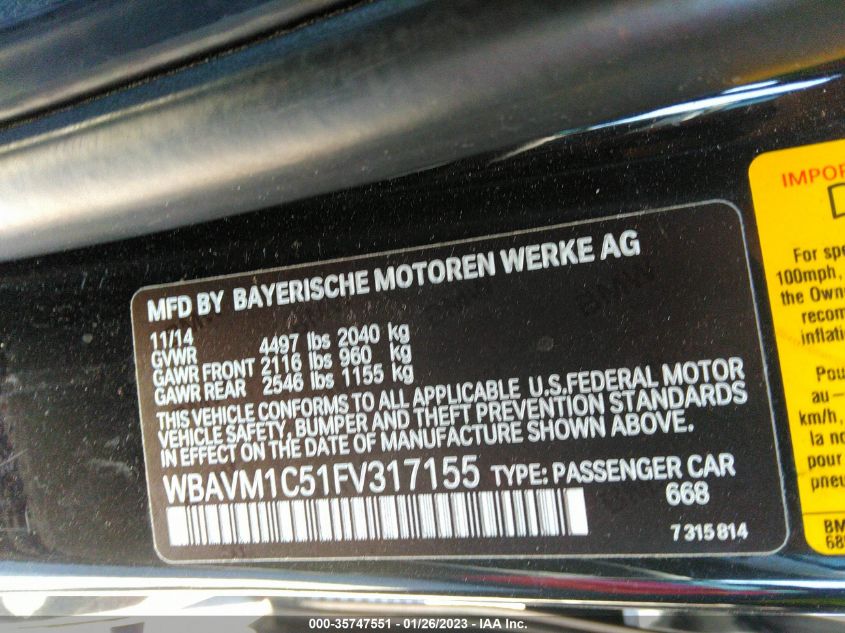 MFD BY BAYERISCHE MOTOREN WERKE AG
11/14
GVWR 4497 lbs 2040 kg
GAWR FRONT 2116 lbs 960 kg
GAWR REAR 2546 lbs 1155 kg
THIS VEHICLE CONFORMS TO ALL APPLICABLE U.S.FEDERAL MOTOR
VEHICLE SAFETY, BUMPER AND THEFT PREVENTION STANDARDS
IN EFFECT ON THE DATE OF MANUFACTURE SHOWN ABOVE.
WBAVM1C51FV317155 TYPE: PASSENGER CAR
668
7 315 814
IMPOR
D
For spe
100mph,
the Own
recom
inflati
Pou
au –
km/h,
la no
pour
pneu
BM
685
000-35747551 - 01/26/2023 - IAA Inc.